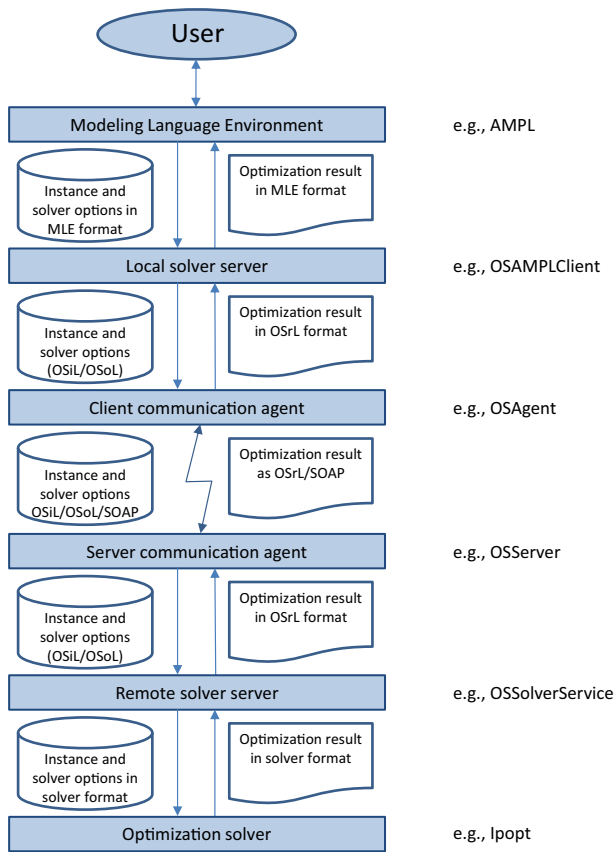 User
Modeling Language Environment
e.g., AMPL
Instance and
solver options in
MLE format
Optimization result
in MLE format
Local solver server
e.g., OSAMPLClient
Instance and
solver options
(OSiL/OSoL)
Optimization result
in OSrL format
Client communication agent
e.g., OSAgent
Instance and
solver options
OSiL/OSoL/SOAP
Optimization result
as OSrL/SOAP
Server communication agent
e.g., OSServer
Instance and
solver options
(OSiL/OSoL)
Optimization result
in OSrL format
Remote solver server
e.g., OSSolverService
Instance and
solver options in
solver format
Optimization result
in solver format
Optimization solver
e.g., Ipopt